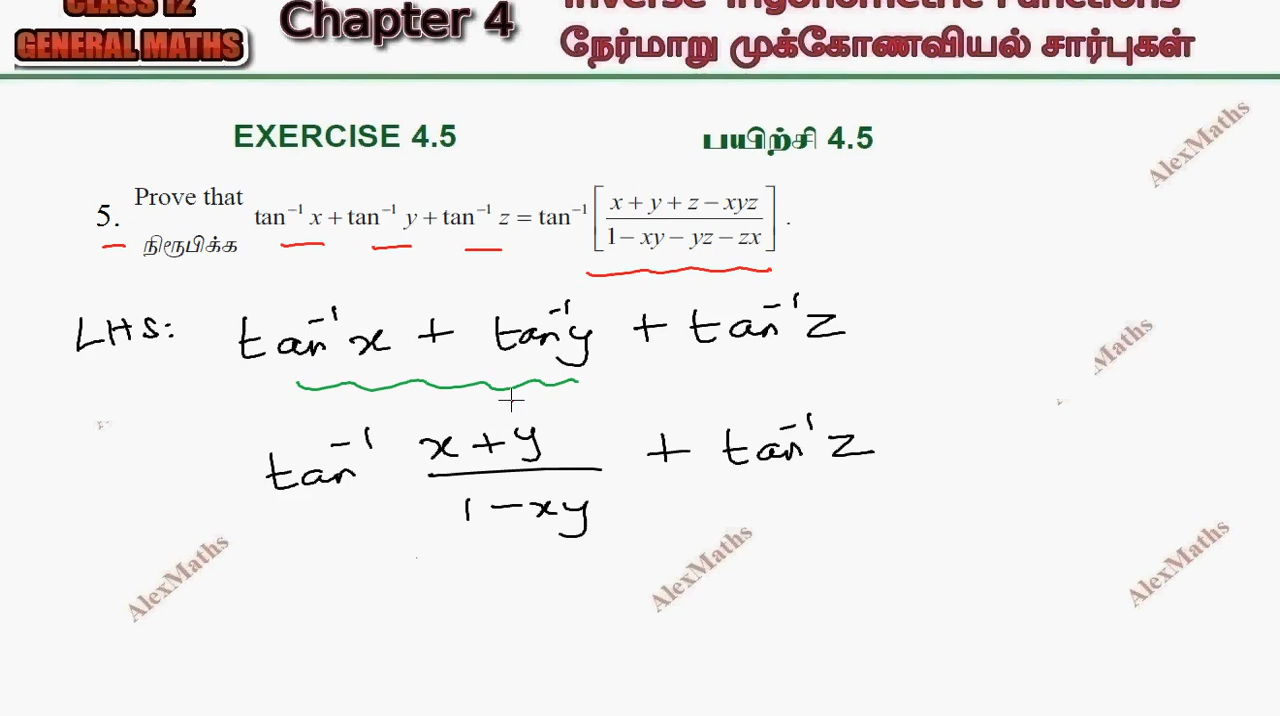 CLASS 12
GENERAL MATHS
Chapter 4
Inverse Trigonometric Functions
நேர்மாறு முக்கோணவியல் சார்புகள்
EXERCISE 4.5 பயிற்சி 4.5
5. Prove that tan⁻¹ x + tan⁻¹ y + tan⁻¹ z = tan⁻¹ [ (x + y + z − xyz) / (1 − xy − yz − zx) ] .
நிரூபிக்க
LHS: tan⁻¹x + tan⁻¹y + tan⁻¹z
tan⁻¹ (x+y) / (1−xy) + tan⁻¹z
AlexMaths
Maths
AlexMaths
AlexMaths
AlexMaths